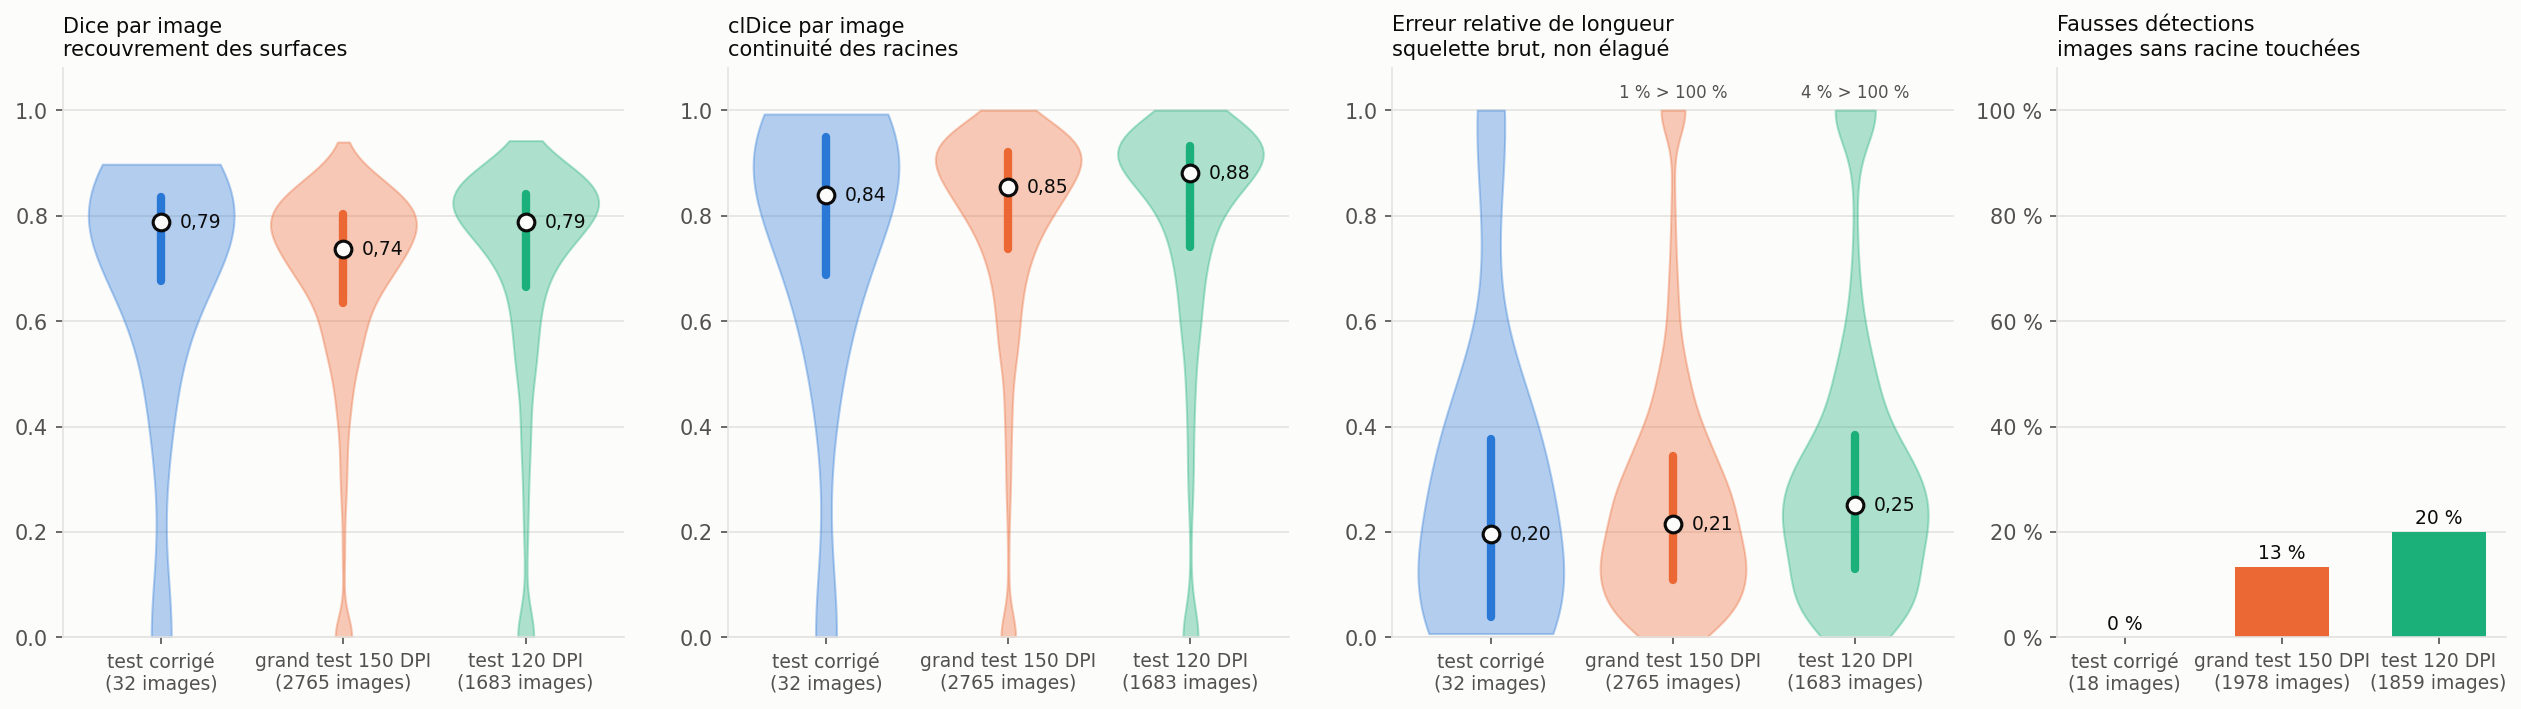 Dice par image
recouvrement des surfaces
1.0
0.8
0.6
0.4
0.2
0.0
0,79
0,74
0,79
test corrigé
(32 images)
grand test 150 DPI
(2765 images)
test 120 DPI
(1683 images)
clDice par image
continuité des racines
1.0
0.8
0.6
0.4
0.2
0.0
0,84
0,85
0,88
test corrigé
(32 images)
grand test 150 DPI
(2765 images)
test 120 DPI
(1683 images)
Erreur relative de longueur
squelette brut, non élagué
1 % > 100 %
4 % > 100 %
1.0
0.8
0.6
0.4
0.2
0.0
0,20
0,21
0,25
test corrigé
(32 images)
grand test 150 DPI
(2765 images)
test 120 DPI
(1683 images)
Fausses détections
images sans racine touchées
100 %
80 %
60 %
40 %
20 %
0 %
0 %
13 %
20 %
test corrigé
(18 images)
grand test 150 DPI
(1978 images)
test 120 DPI
(1859 images)